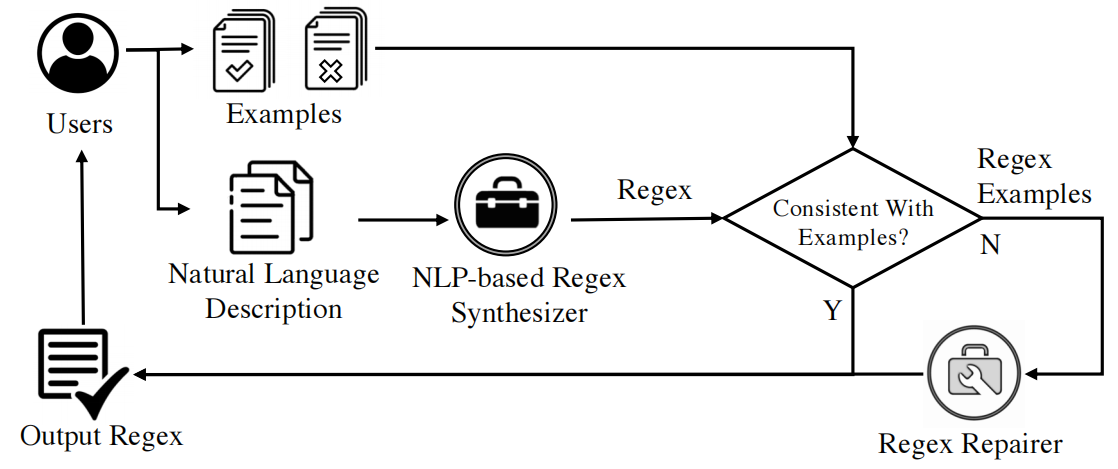 Users
Examples
Natural Language
Description
NLP-based Regex
Synthesizer
Regex
Consistent With
Examples?
Regex
Examples
N
Y
Output Regex
Regex Repairer